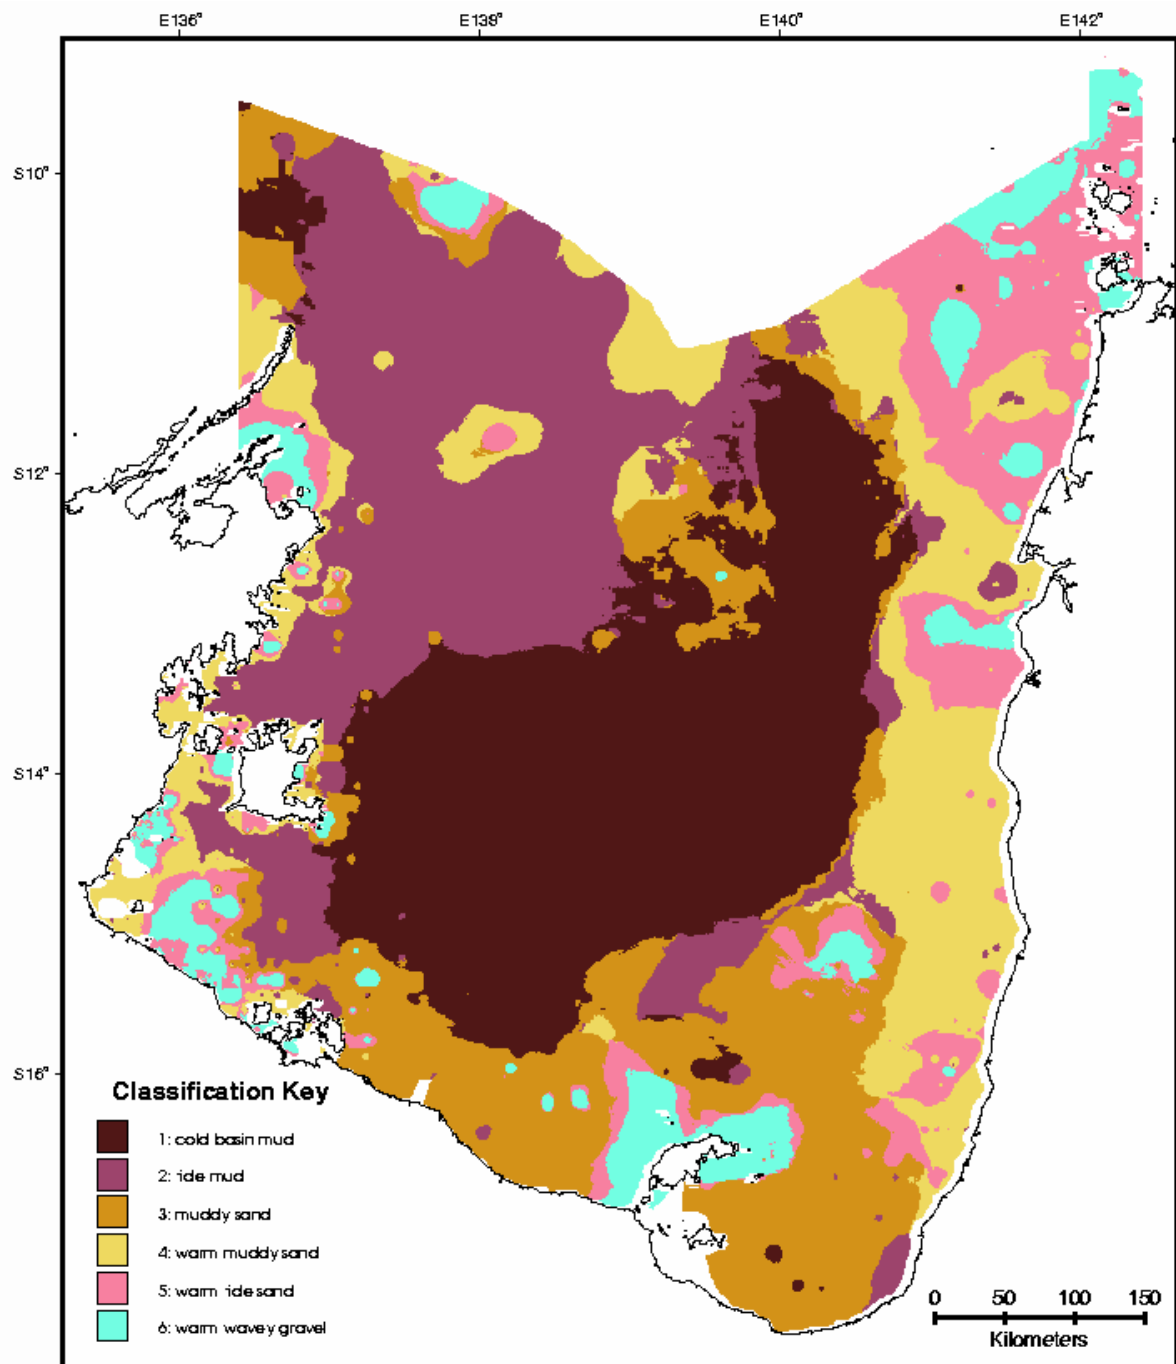 E136° E138° E140° E142°
S10°
S12°
S14°
S16°
Classification Key
1: cold basin mud
2: tide mud
3: muddy sand
4: warm muddy sand
5: warm tide sand
6: warm wavey gravel
0 50 100 150
Kilometers